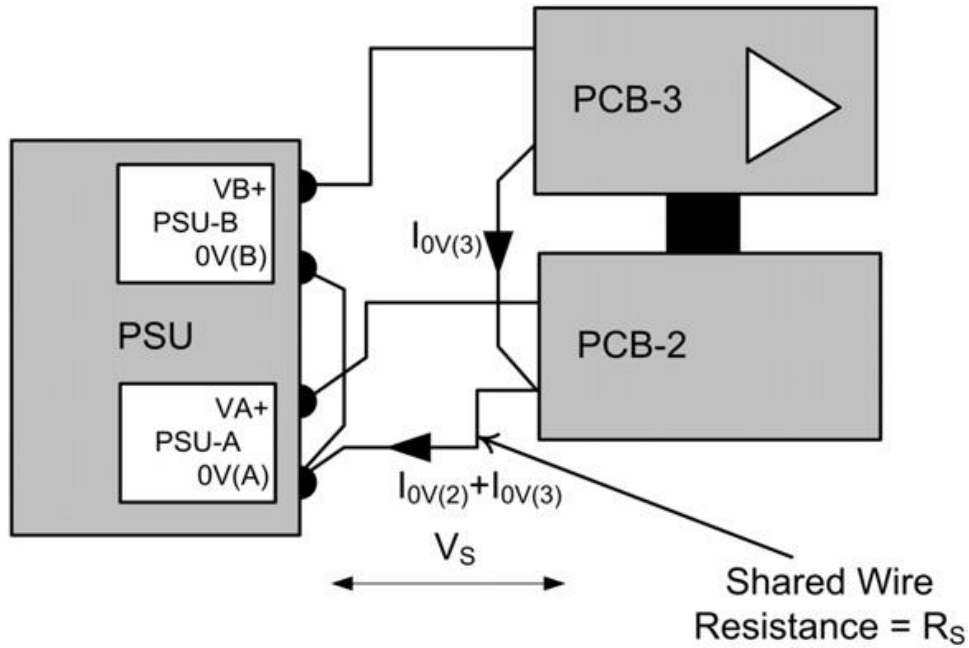 PCB-3
VB+
PSU-B
0V(B)
I0V(3)
PSU
PCB-2
VA+
PSU-A
0V(A)
I0V(2)+I0V(3)
VS
Shared Wire
Resistance = RS